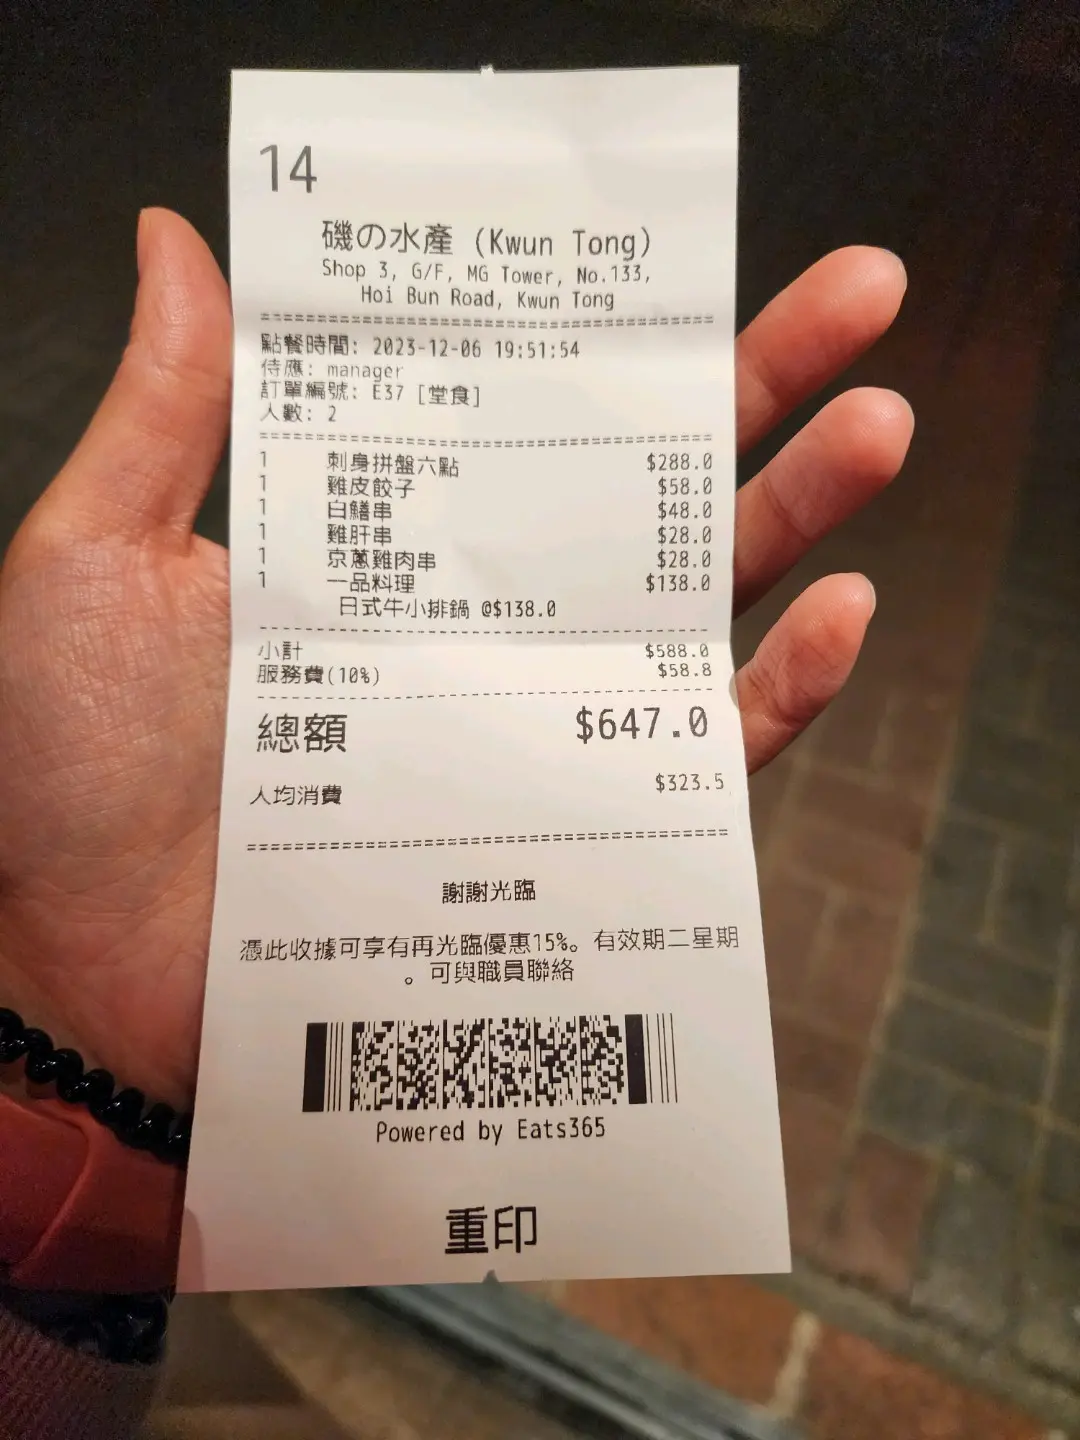 14
磯の水產 (Kwun Tong)
Shop 3, G/F, MG Tower, No.133,
Hoi Bun Road, Kwun Tong
點餐時間: 2023-12-06 19:51:54
侍應: manager
訂單編號: E37 [堂食]
人數: 2
1 刺身拼盤六點 $288.0
1 雞皮餃子 $58.0
1 白鱔串 $48.0
1 雞肝串 $28.0
1 京蔥雞肉串 $28.0
1 一品料理 $138.0
日式牛小排鍋 @$138.0
小計 $588.0
服務費(10%) $58.8
總額 $647.0
人均消費 $323.5
謝謝光臨
憑此收據可享有再光臨優惠15%。有效期二星期
。可與職員聯絡
Powered by Eats365
重印